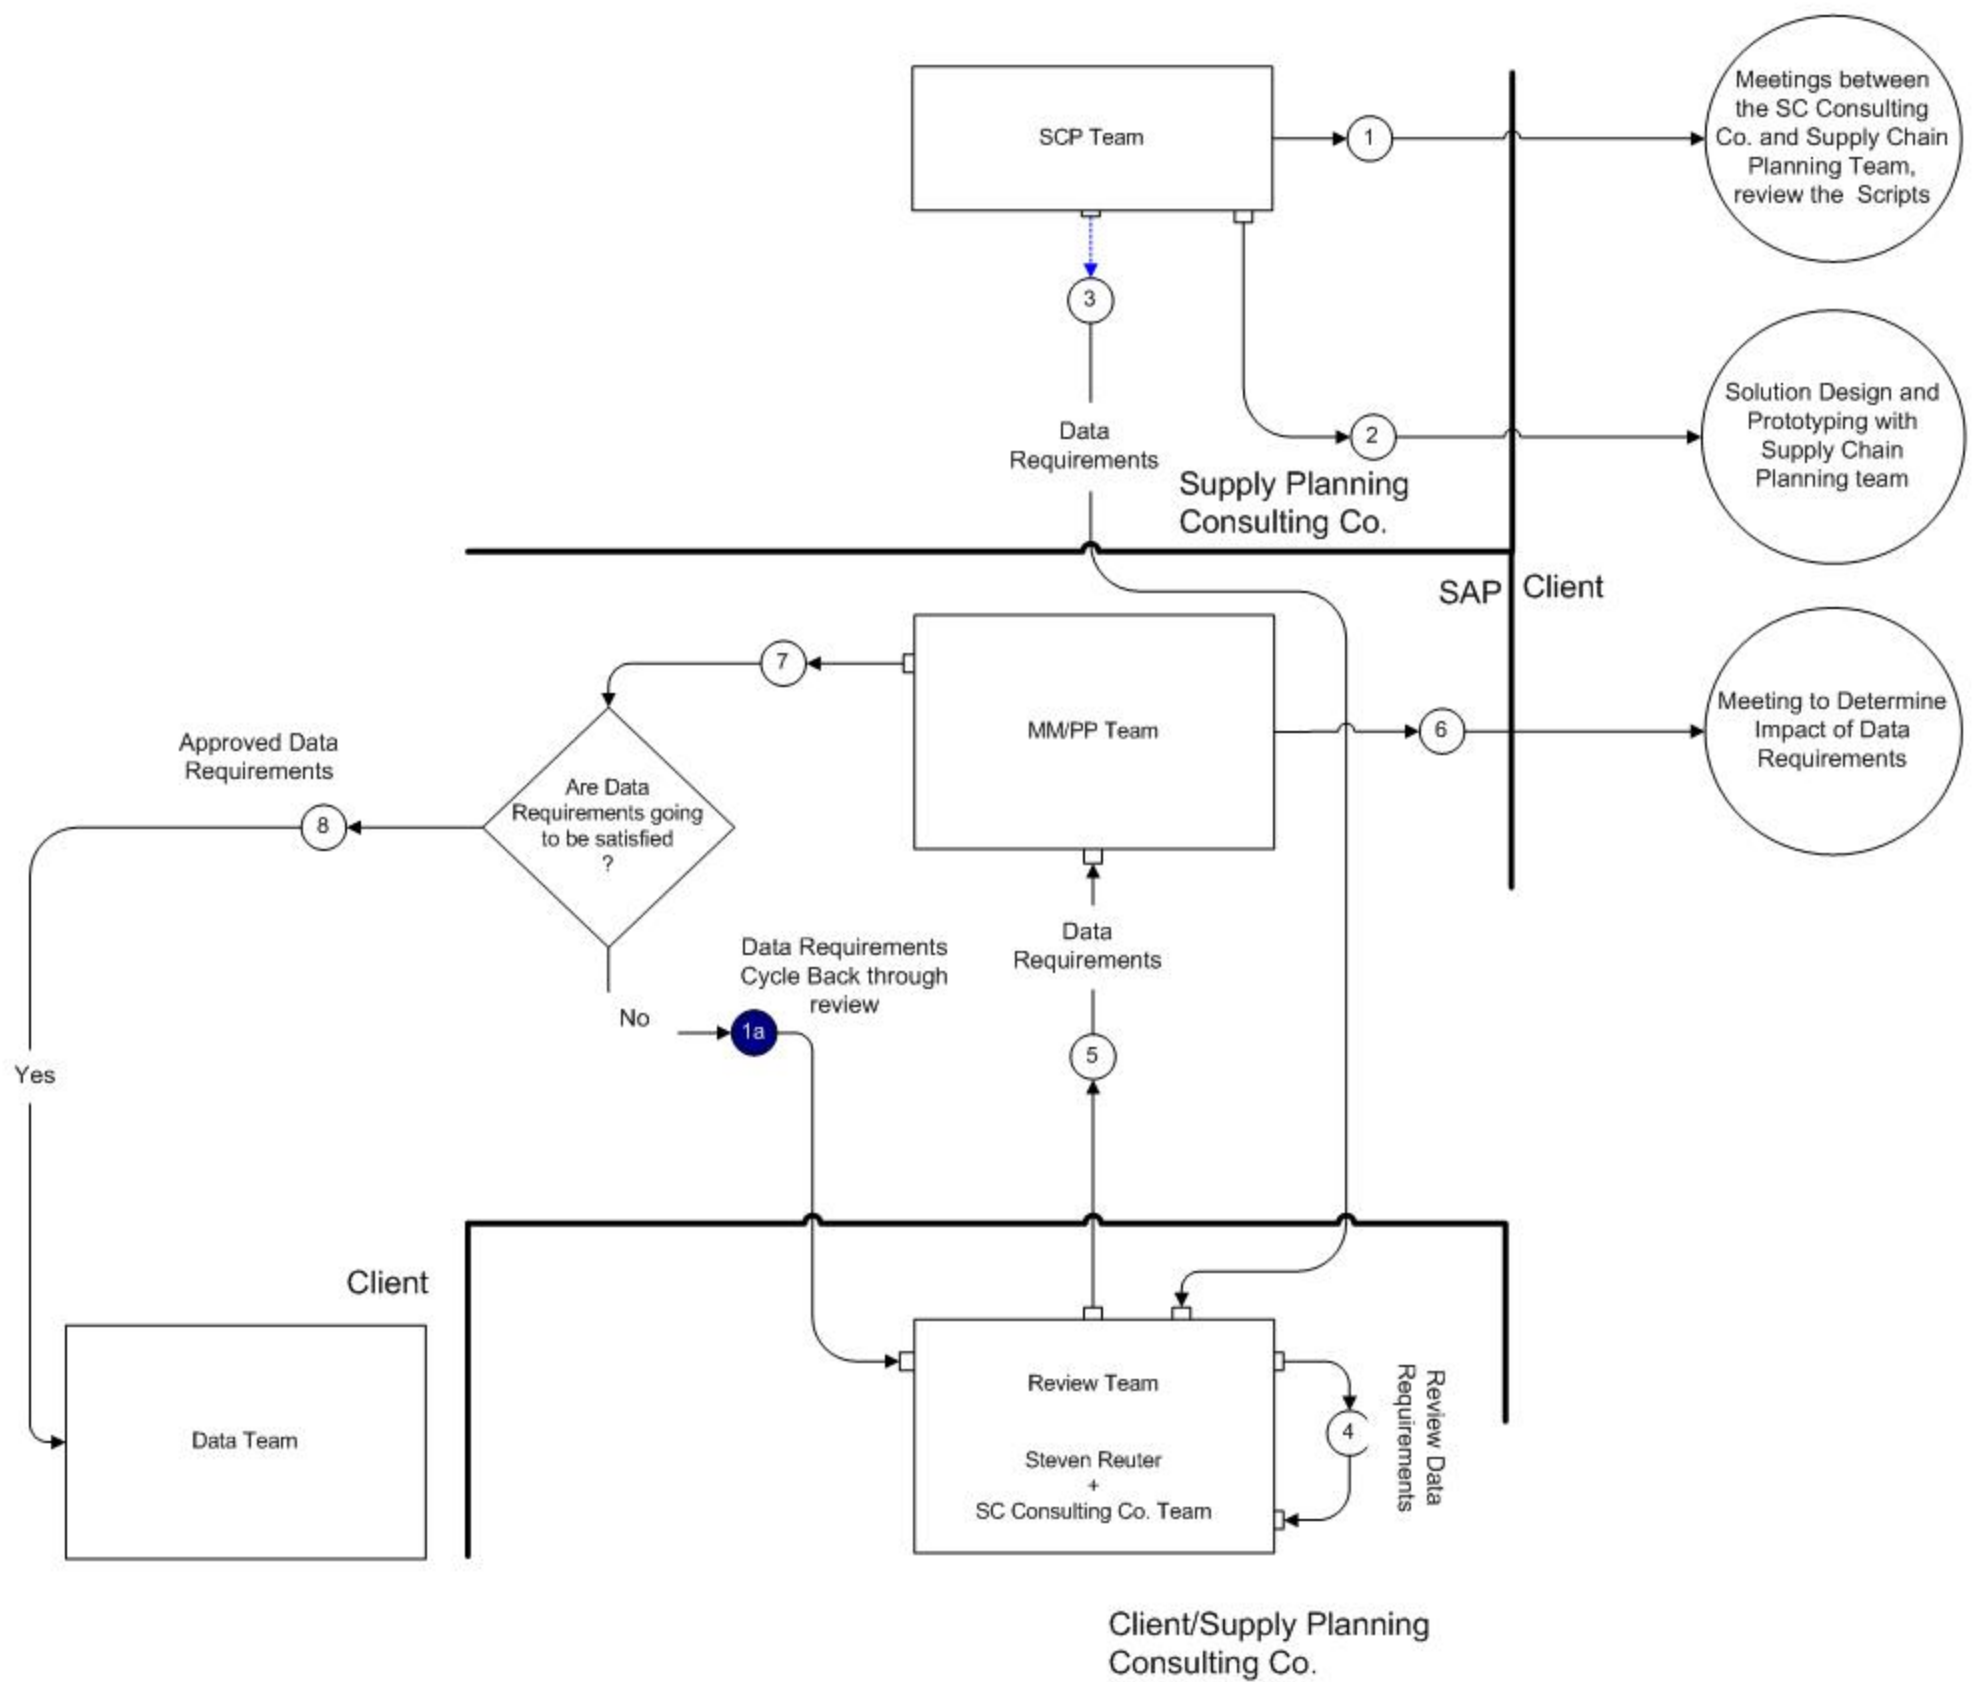 SCP Team
1
Meetings between
the SC Consulting
Co. and Supply Chain
Planning Team,
review the Scripts
3
Data
Requirements
2
Solution Design and
Prototyping with
Supply Chain
Planning team
Supply Planning
Consulting Co.
SAP
Client
7
MM/PP Team
6
Meeting to Determine
Impact of Data
Requirements
Approved Data
Requirements
8
Are Data
Requirements going
to be satisfied
?
Data Requirements
Cycle Back through
review
No
1a
Data
Requirements
5
Yes
Client
Data Team
Review Team
Steven Reuter
+
SC Consulting Co. Team
4
Review Data
Requirements
Client/Supply Planning
Consulting Co.